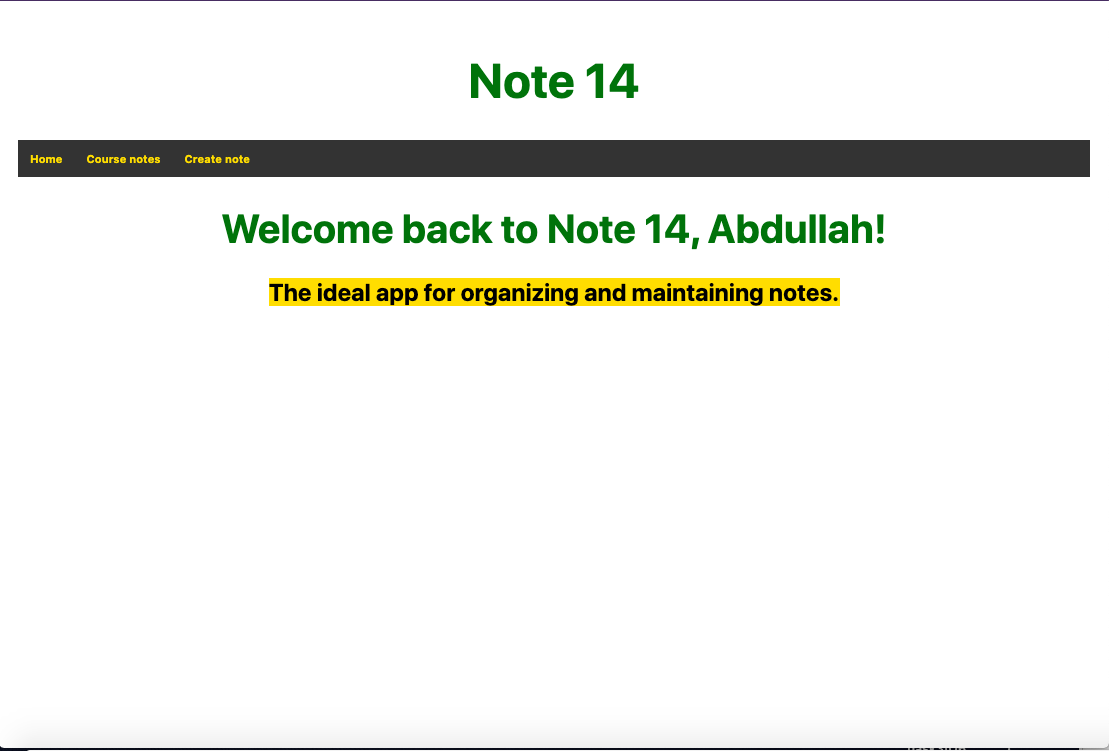 Note 14
Home Course notes Create note
Welcome back to Note 14, Abdullah!
The ideal app for organizing and maintaining notes.